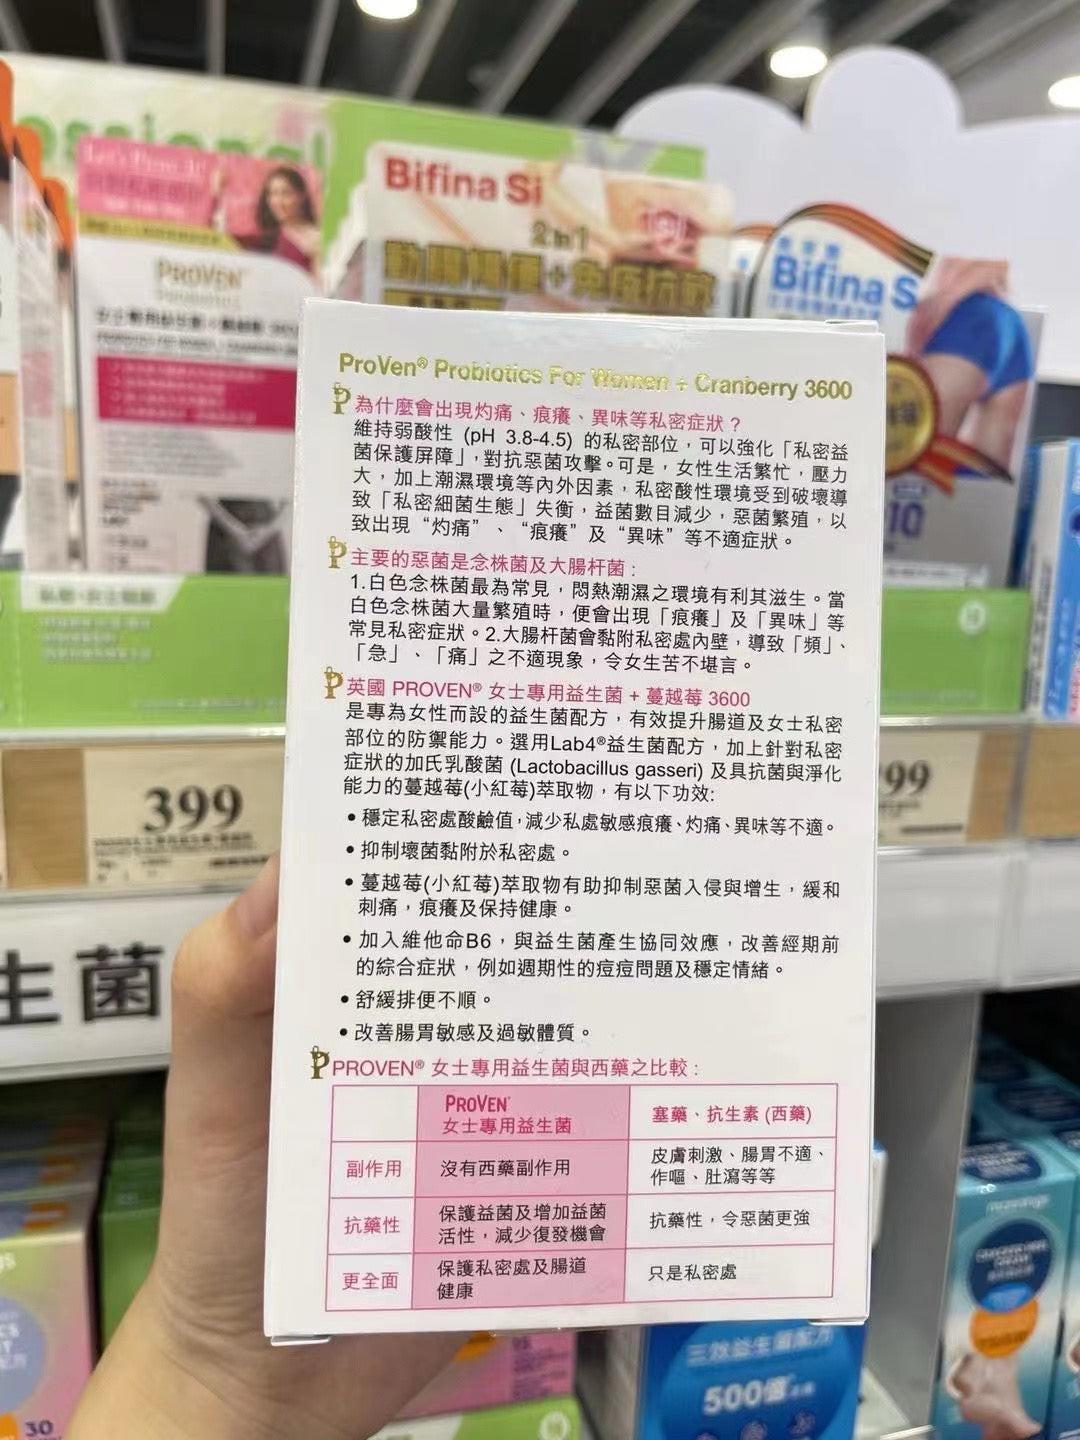 Bifina Si
2in1
PROVEN
Bifina S
ProVen® Probiotics For Women + Cranberry 3600
為什麼會出現灼痛、痕癢、異味等私密症狀？
維持弱酸性 (pH 3.8-4.5) 的私密部位，可以強化「私密益
菌保護屏障」，對抗惡菌攻擊。可是，女性生活繁忙，壓力
大，加上潮濕環境等內外因素，私密酸性環境受到破壞導
致「私密細菌生態」失衡，益菌數目減少，惡菌繁殖，以
致出現“灼痛”、“痕癢”及“異味”等不適症狀。
主要的惡菌是念株菌及大腸杆菌：
1.白色念株菌最為常見，悶熱潮濕之環境有利其滋生。當
白色念株菌大量繁殖時，便會出現「痕癢」及「異味」等
常見私密症狀。2.大腸杆菌會黏附私密處內壁，導致「頻」、
「急」、「痛」之不適現象，令女生苦不堪言。
英國 PROVEN® 女士專用益生菌 + 蔓越莓 3600
是專為女性而設的益生菌配方，有效提升腸道及女士私密
部位的防禦能力。選用Lab4®益生菌配方，加上針對私密
症狀的加氏乳酸菌 (Lactobacillus gasseri) 及具抗菌與淨化
能力的蔓越莓(小紅莓)萃取物，有以下功效:
• 穩定私密處酸鹼值，減少私處敏感痕癢、灼痛、異味等不適。
• 抑制壞菌黏附於私密處。
• 蔓越莓(小紅莓)萃取物有助抑制惡菌入侵與增生，緩和
刺痛，痕癢及保持健康。
• 加入維他命B6，與益生菌產生協同效應，改善經期前
的綜合症狀，例如週期性的痘痘問題及穩定情緒。
• 舒緩排便不順。
• 改善腸胃敏感及過敏體質。
PROVEN® 女士專用益生菌與西藥之比較：
PROVEN
女士專用益生菌
塞藥、抗生素 (西藥)
副作用
沒有西藥副作用
皮膚刺激、腸胃不適、
作嘔、肚瀉等等
抗藥性
保護益菌及增加益菌
活性，減少復發機會
抗藥性，令惡菌更強
更全面
保護私密處及腸道
健康
只是私密處
399
99
生菌
10
三效益生菌配方
500億
30